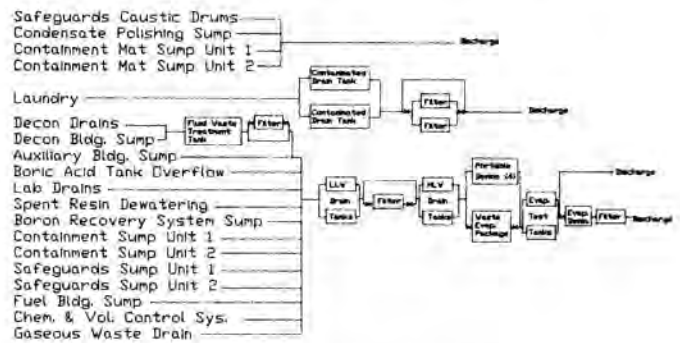 Safeguards Caustic Drums
Condensate Polishing Sump
Containment Mat Sump Unit 1
Containment Mat Sump Unit 2
Discharge
Laundry
Contaminated
Drain Tank
Contaminated
Drain Tank
Filter
Filter
Discharge
Decon Drains
Decon Bldg. Sump
Fluid Waste
Treatment
Tank
Filter
Auxiliary Bldg. Sump
Boric Acid Tank Overflow
Lab Drains
Spent Resin Dewatering
Boron Recovery System Sump
Containment Sump Unit 1
Containment Sump Unit 2
Safeguards Sump Unit 1
Safeguards Sump Unit 2
Fuel Bldg. Sump
Chem. & Vol. Control Sys.
Gaseous Waste Drain
LLW
Drain
Tanks
Filter
HLW
Drain
Tanks
Portable
Demin (4)
Waste
Evap.
Package
Evap.
Test
Tanks
Evap.
Demin
Filter
Discharge
Discharge